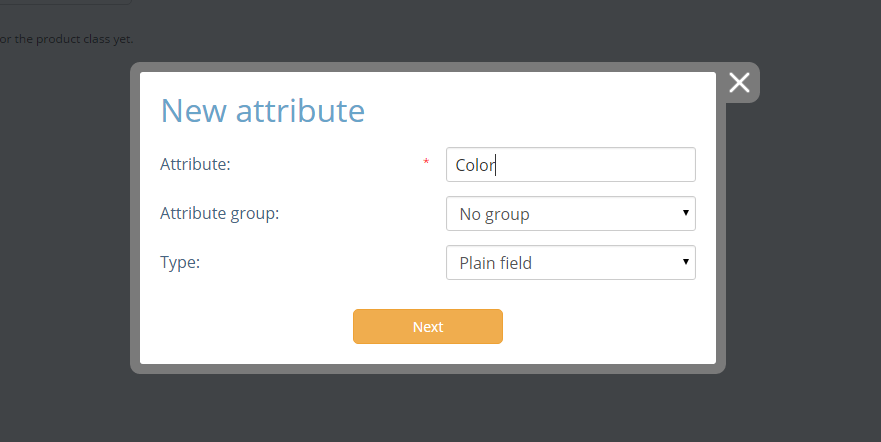 or the product class yet.
New attribute
Attribute: * Color
Attribute group: No group
Type: Plain field
Next